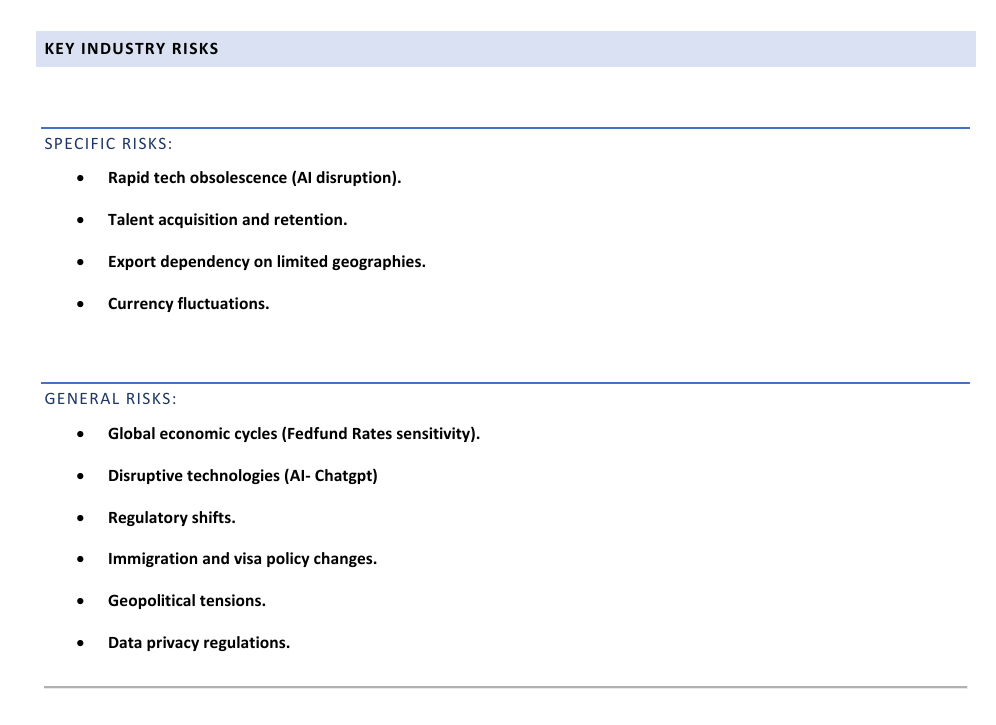 KEY INDUSTRY RISKS
SPECIFIC RISKS:
• Rapid tech obsolescence (AI disruption).
• Talent acquisition and retention.
• Export dependency on limited geographies.
• Currency fluctuations.
GENERAL RISKS:
• Global economic cycles (Fedfund Rates sensitivity).
• Disruptive technologies (AI- Chatgpt)
• Regulatory shifts.
• Immigration and visa policy changes.
• Geopolitical tensions.
• Data privacy regulations.